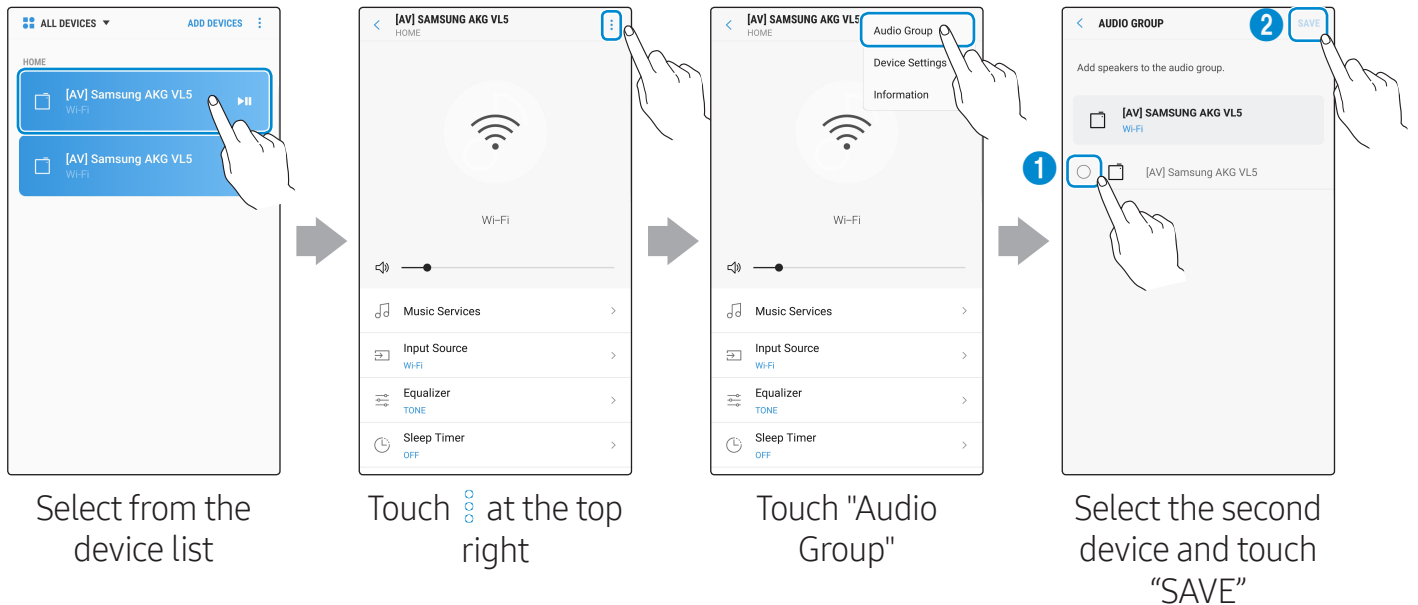 ALL DEVICES ▼ ADD DEVICES
HOME
[AV] Samsung AKG VL5
Wi-Fi
[AV] Samsung AKG VL5
Wi-Fi
Select from the
device list
[AV] SAMSUNG AKG VL5
HOME
Wi-Fi
Music Services
Input Source
Wi-Fi
Equalizer
TONE
Sleep Timer
OFF
Touch at the top
right
[AV] SAMSUNG AKG VL5
HOME
Audio Group
Device Settings
Information
Wi-Fi
Music Services
Input Source
Wi-Fi
Equalizer
TONE
Sleep Timer
OFF
Touch "Audio
Group"
AUDIO GROUP 2 SAVE
Add speakers to the audio group.
[AV] SAMSUNG AKG VL5
Wi-Fi
1 [AV] Samsung AKG VL5
Select the second
device and touch
“SAVE”